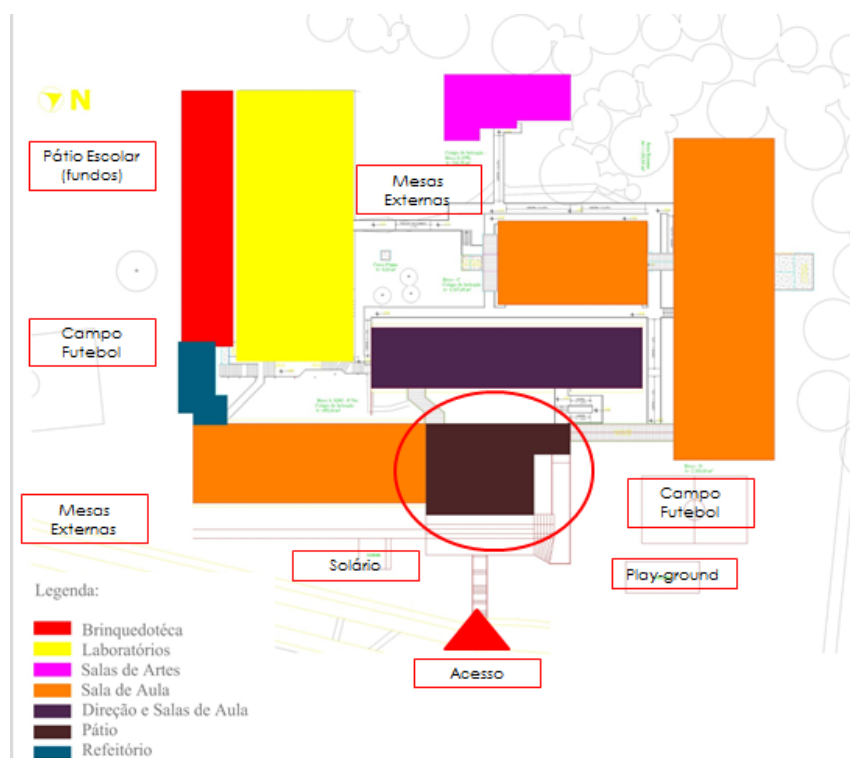 N
Pátio Escolar
(fundos)
Mesas
Externas
Campo
Futebol
Mesas
Externas
Campo
Futebol
Solário
Play-ground
Acesso
Legenda:
Brinquedotéca
Laboratórios
Salas de Artes
Sala de Aula
Direção e Salas de Aula
Pátio
Refeitório